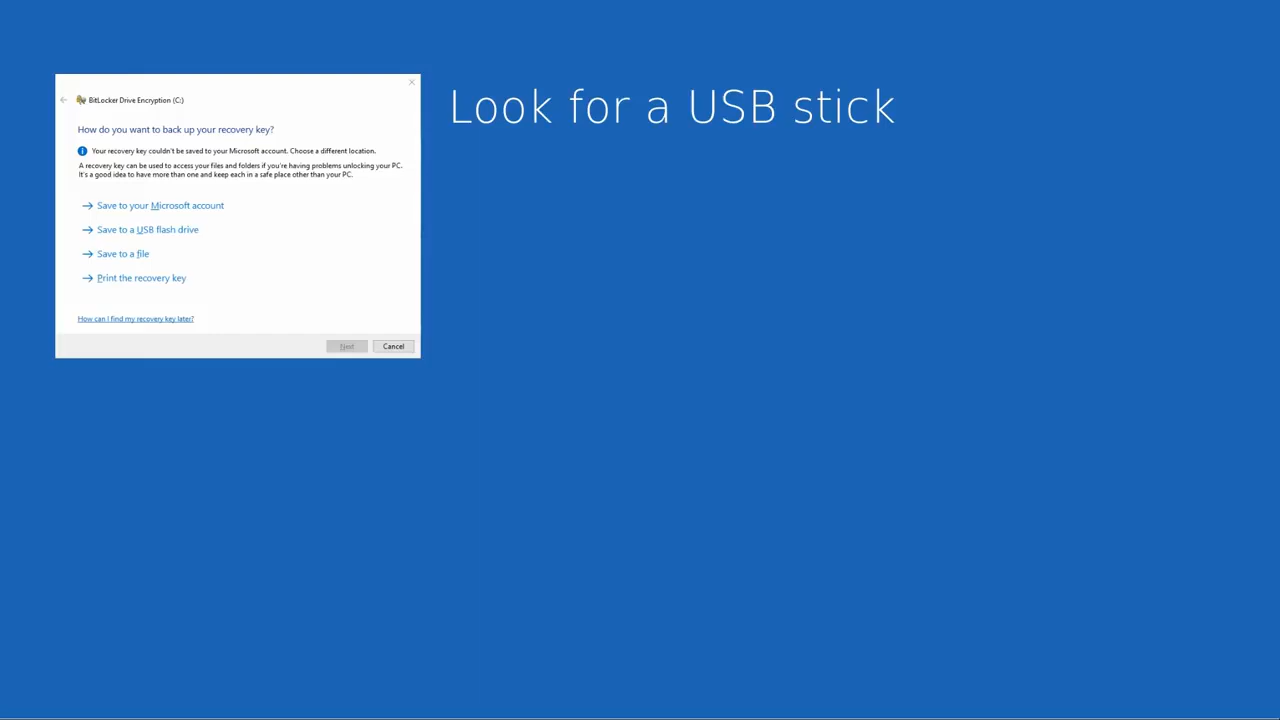 BitLocker Drive Encryption (C:)
Look for a USB stick
How do you want to back up your recovery key?
Your recovery key couldn't be saved to your Microsoft account. Choose a different location.
A recovery key can be used to access your files and folders if you're having problems unlocking your PC.
It's a good idea to have more than one and keep each in a safe place other than your PC.
Save to your Microsoft account
Save to a USB flash drive
Save to a file
Print the recovery key
How can I find my recovery key later?
Next Cancel